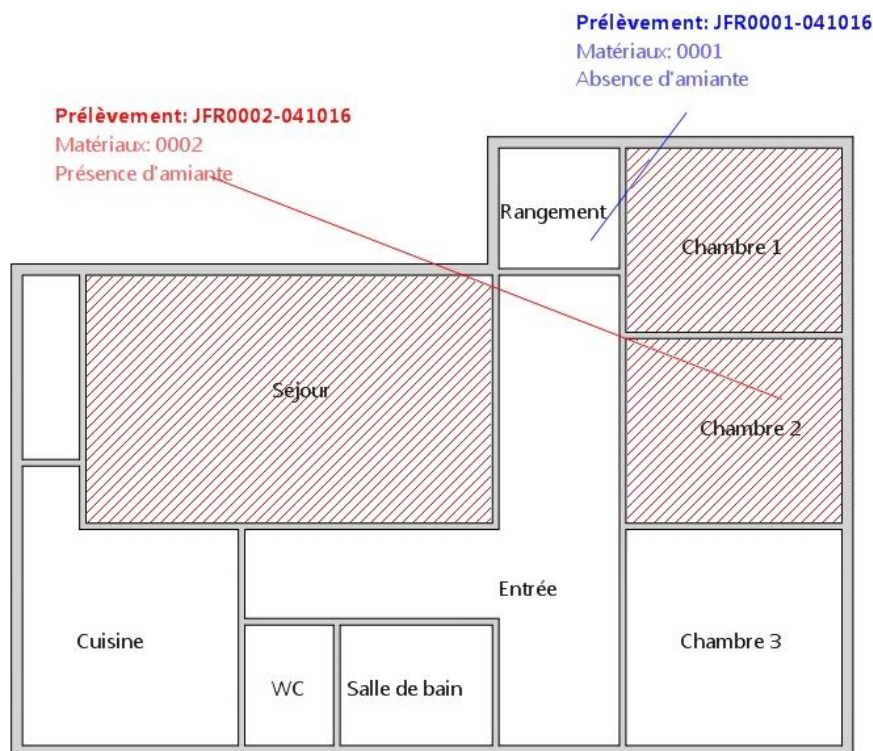 Prélèvement: JFR0001-041016
Matériaux: 0001
Absence d'amiante
Prélèvement: JFR0002-041016
Matériaux: 0002
Présence d'amiante
Rangement
Chambre 1
Séjour
Chambre 2
Entrée
Cuisine
Chambre 3
WC
Salle de bain